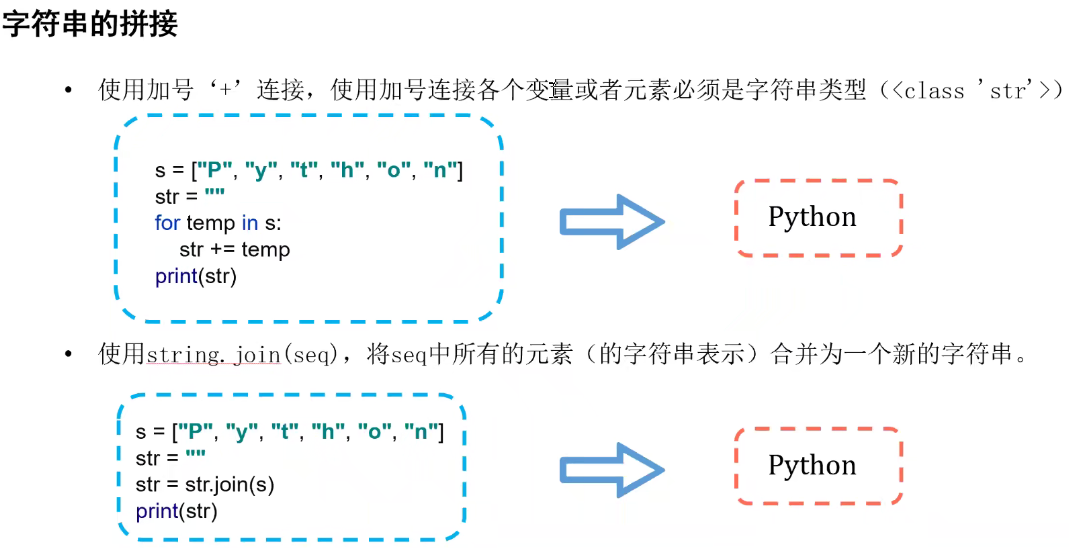 字符串的拼接
• 使用加号‘+’连接，使用加号连接各个变量或者元素必须是字符串类型（<class 'str'>）
s = ["P", "y", "t", "h", "o", "n"]
str = ""
for temp in s:
    str += temp
print(str)
Python
• 使用string.join(seq)，将seq中所有的元素（的字符串表示）合并为一个新的字符串。
s = ["P", "y", "t", "h", "o", "n"]
str = ""
str = str.join(s)
print(str)
Python